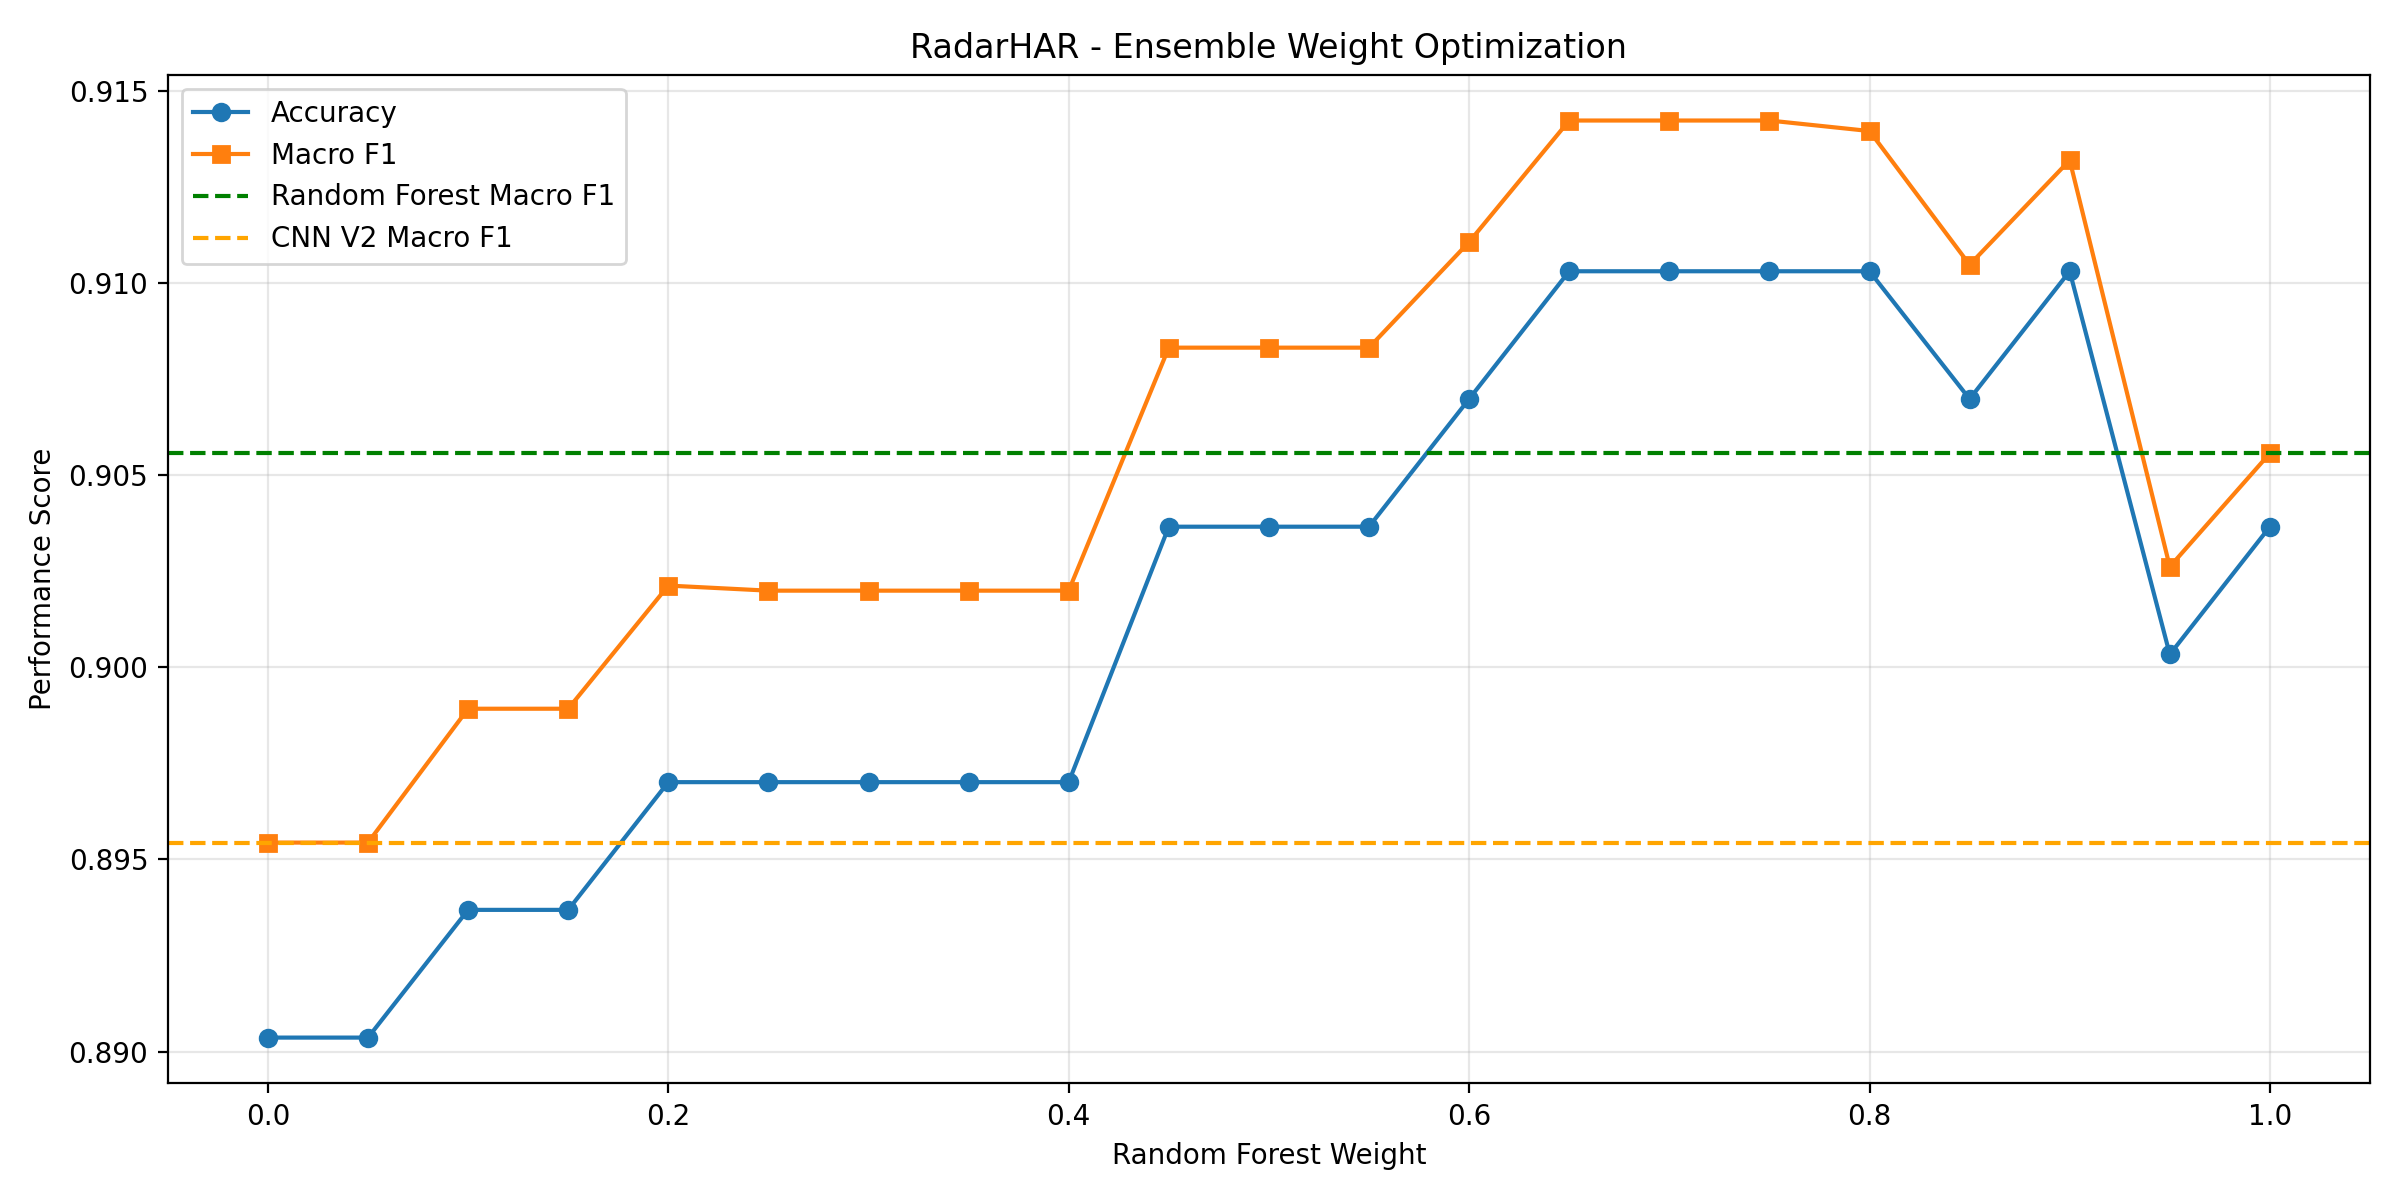 RadarHAR - Ensemble Weight Optimization
Accuracy
Macro F1
Random Forest Macro F1
CNN V2 Macro F1
Performance Score
0.915
0.910
0.905
0.900
0.895
0.890
0.0 0.2 0.4 0.6 0.8 1.0
Random Forest Weight